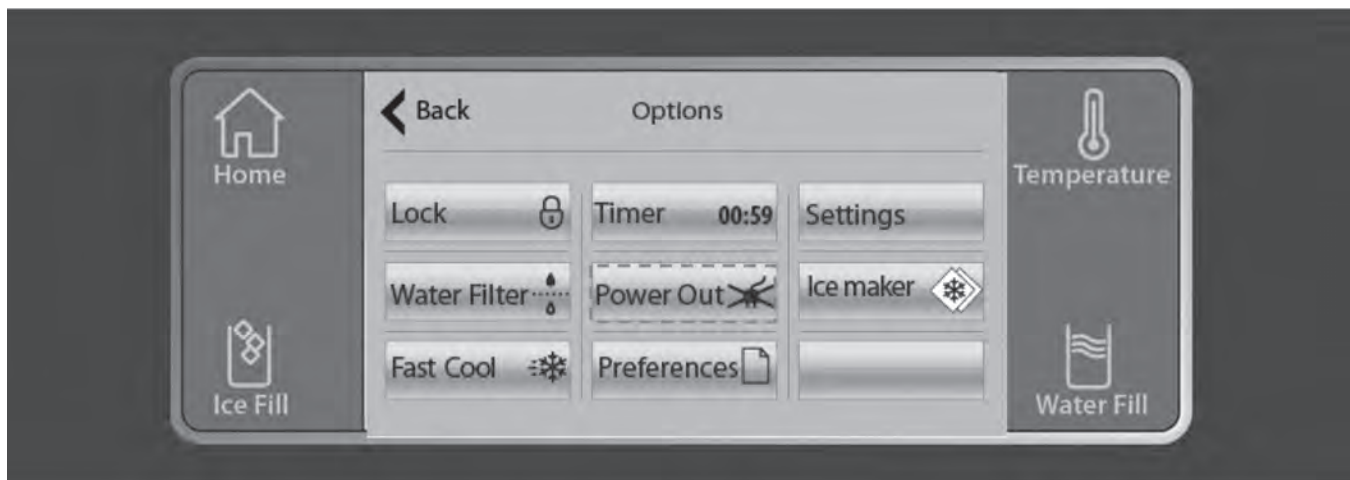 Home
Ice Fill
Back
Options
Lock
Timer 00:59
Settings
Water Filter
Power Out
Ice maker
Fast Cool
Preferences
Temperature
Water Fill